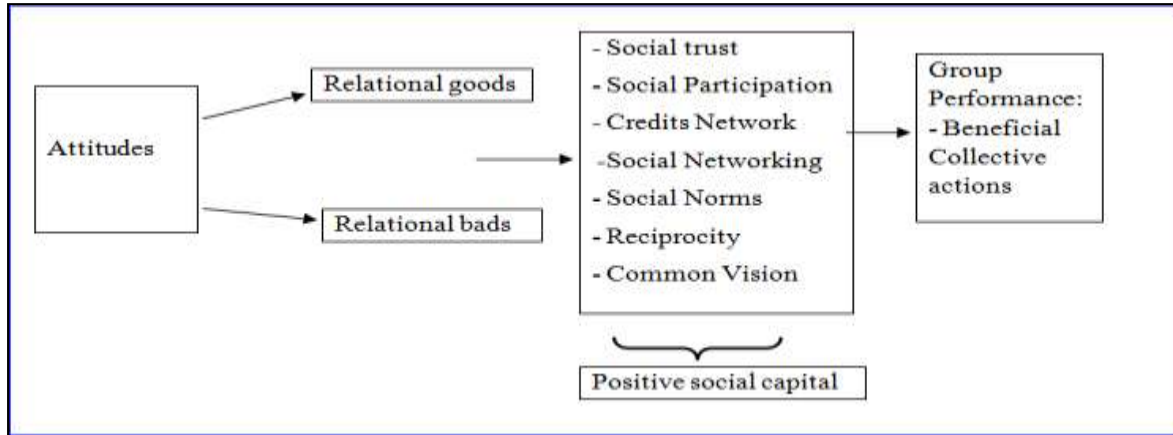 Attitudes
Relational goods
Relational bads
- Social trust
- Social Participation
- Credits Network
-Social Networking
- Social Norms
- Reciprocity
- Common Vision
Positive social capital
Group
Performance:
- Beneficial
Collective
actions